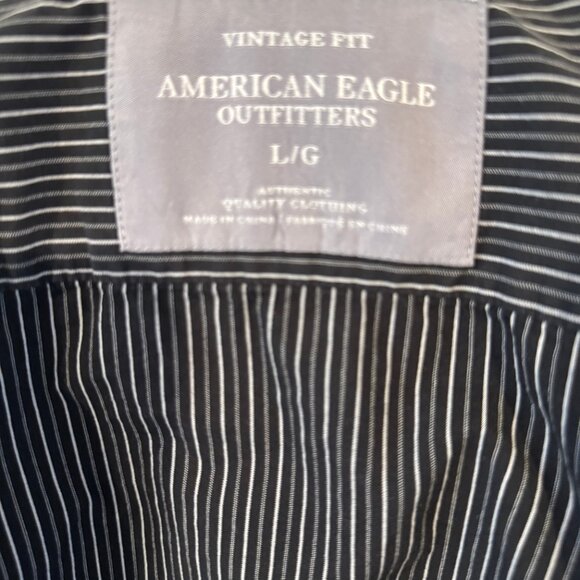 VINTAGE FIT
AMERICAN EAGLE
OUTFITTERS
L/G
AUTHENTIC
QUALITY CLOTHING
MADE IN CHINA / FABRIQUÉ EN CHINE